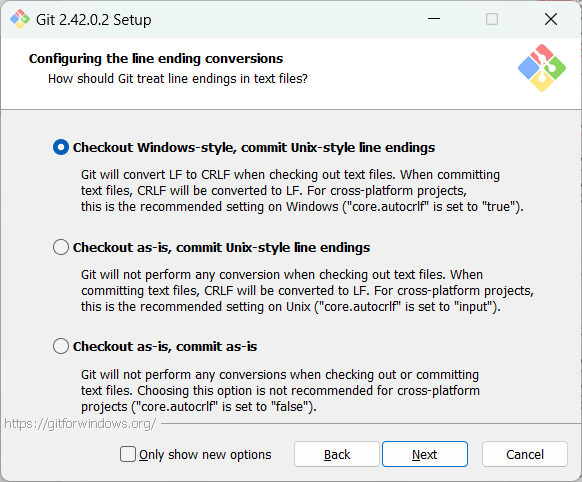 Git 2.42.0.2 Setup
Configuring the line ending conversions
How should Git treat line endings in text files?
Checkout Windows-style, commit Unix-style line endings
Git will convert LF to CRLF when checking out text files. When committing
text files, CRLF will be converted to LF. For cross-platform projects,
this is the recommended setting on Windows ("core.autocrlf" is set to "true").
Checkout as-is, commit Unix-style line endings
Git will not perform any conversion when checking out text files. When
committing text files, CRLF will be converted to LF. For cross-platform projects,
this is the recommended setting on Unix ("core.autocrlf" is set to "input").
Checkout as-is, commit as-is
Git will not perform any conversions when checking out or committing
text files. Choosing this option is not recommended for cross-platform
projects ("core.autocrlf" is set to "false").
https://gitforwindows.org/
Only show new options
Back
Next
Cancel